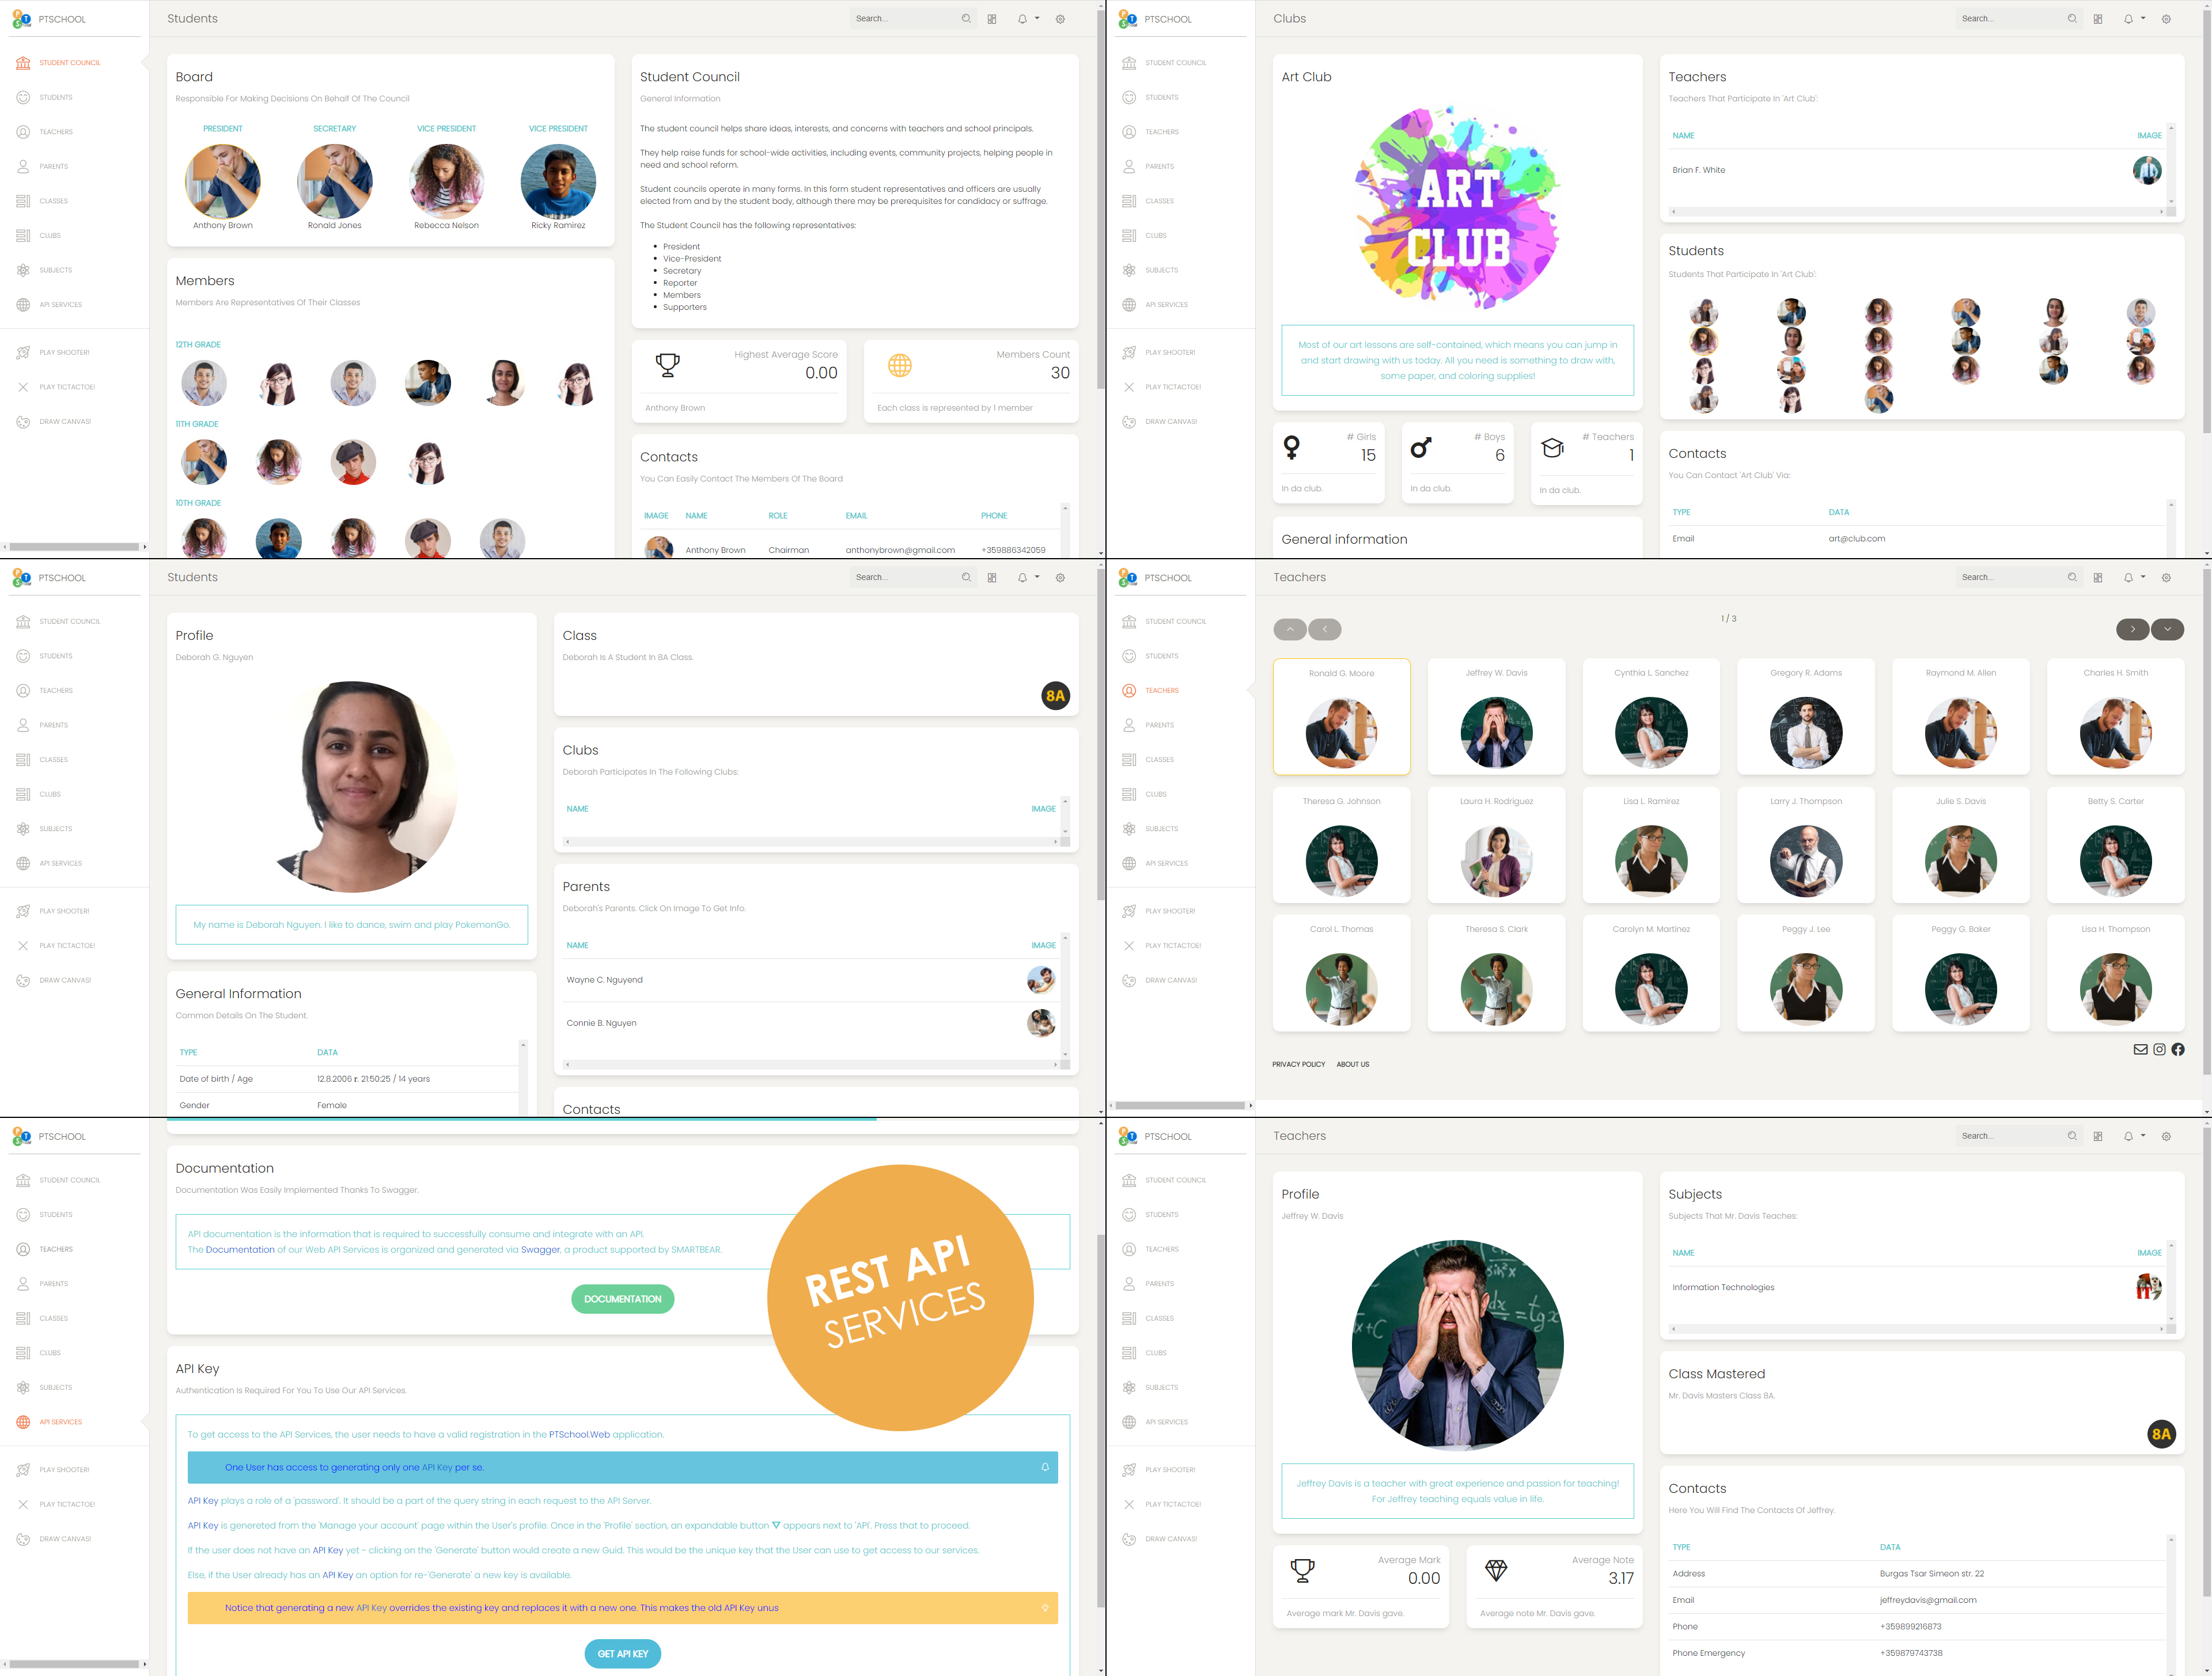 PTSCHOOL
STUDENT COUNCIL
STUDENTS
TEACHERS
PARENTS
CLASSES
CLUBS
SUBJECTS
API SERVICES
PLAY SHOOTER!
PLAY TICTACTOE!
DRAW CANVAS!
Students
Search...
Board
Responsible For Making Decisions On Behalf Of The Council
PRESIDENT SECRETARY VICE PRESIDENT VICE PRESIDENT
Anthony Brown Ronald Jones Rebecca Nelson Ricky Ramirez
Members
Members Are Representatives Of Their Classes
12TH GRADE
11TH GRADE
10TH GRADE
Student Council
General Information
The student council helps share ideas, interests, and concerns with teachers and school principals.
They help raise funds for school-wide activities, including events, community projects, helping people in
need and school reform.
Student councils operate in many forms. In this form student representatives and officers are usually
elected from and by the student body, although there may be prerequisites for candidacy or suffrage.
The Student Council has the following representatives:
President
Vice-President
Secretary
Reporter
Members
Supporters
Highest Average Score
0.00
Anthony Brown
Members Count
30
Each class is represented by 1 member
Contacts
You Can Easily Contact The Members Of The Board
IMAGE NAME ROLE EMAIL PHONE
Anthony Brown Chairman anthonybrown@gmail.com +359886342059
PTSCHOOL
STUDENT COUNCIL
STUDENTS
TEACHERS
PARENTS
CLASSES
CLUBS
SUBJECTS
API SERVICES
PLAY SHOOTER!
PLAY TICTACTOE!
DRAW CANVAS!
Clubs
Search...
Art Club
ART
CLUB
Most of our art lessons are self-contained, which means you can jump in
and start drawing with us today. All you need is something to draw with,
some paper, and coloring supplies!
# Girls
15
In da club.
# Boys
6
In da club.
# Teachers
1
In da club.
General information
Teachers
Teachers That Participate In 'Art Club':
NAME IMAGE
Brian F. White
Students
Students That Participate In 'Art Club':
Contacts
You Can Contact 'Art Club' Via:
TYPE DATA
Email art@club.com
PTSCHOOL
STUDENT COUNCIL
STUDENTS
TEACHERS
PARENTS
CLASSES
CLUBS
SUBJECTS
API SERVICES
PLAY SHOOTER!
PLAY TICTACTOE!
DRAW CANVAS!
Students
Search...
Profile
Deborah G. Nguyen
My name is Deborah Nguyen. I like to dance, swim and play PokemonGo.
General Information
Common Details On The Student.
TYPE DATA
Date of birth / Age 12.8.2006 г. 21:50:25 / 14 years
Gender Female
Class
Deborah Is A Student In 8A Class.
8A
Clubs
Deborah Participates In The Following Clubs:
NAME IMAGE
Parents
Deborah's Parents. Click On Image To Get Info.
NAME IMAGE
Wayne C. Nguyend
Connie B. Nguyen
Contacts
PTSCHOOL
STUDENT COUNCIL
STUDENTS
TEACHERS
PARENTS
CLASSES
CLUBS
SUBJECTS
API SERVICES
PLAY SHOOTER!
PLAY TICTACTOE!
DRAW CANVAS!
Teachers
Search...
1 / 3
Ronald G. Moore Jeffrey W. Davis Cynthia L. Sanchez Gregory R. Adams Raymond M. Allen Charles H. Smith
Theresa G. Johnson Laura H. Rodriguez Lisa L. Ramirez Larry J. Thompson Julie S. Davis Betty S. Carter
Carol L. Thomas Theresa S. Clark Carolyn M. Martinez Peggy J. Lee Peggy G. Baker Lisa H. Thompson
PRIVACY POLICY ABOUT US
PTSCHOOL
STUDENT COUNCIL
STUDENTS
TEACHERS
PARENTS
CLASSES
CLUBS
SUBJECTS
API SERVICES
PLAY SHOOTER!
PLAY TICTACTOE!
DRAW CANVAS!
Documentation
Documentation Was Easily Implemented Thanks To Swagger.
API documentation is the information that is required to successfully consume and integrate with an API.
The Documentation of our Web API Services is organized and generated via Swagger, a product supported by SMARTBEAR.
DOCUMENTATION
REST API
SERVICES
API Key
Authentication Is Required For You To Use Our API Services.
To get access to the API Services, the user needs to have a valid registration in the PTSchool.Web application.
One User has access to generating only one API Key per se.
API Key plays a role of a 'password'. It should be a part of the query string in each request to the API Server.
API Key is genereted from the 'Manage your account' page within the User's profile. Once in the 'Profile' section, an expandable button ▽ appears next to 'API'. Press that to proceed.
If the user does not have an API Key yet - clicking on the 'Generate' button would create a new Guid. This would be the unique key that the User can use to get access to our services.
Else, if the User already has an API Key an option for re-'Generate' a new key is available.
Notice that generating a new API Key overrides the existing key and replaces it with a new one. This makes the old API Key unus
GET API KEY
PTSCHOOL
STUDENT COUNCIL
STUDENTS
TEACHERS
PARENTS
CLASSES
CLUBS
SUBJECTS
API SERVICES
PLAY SHOOTER!
PLAY TICTACTOE!
DRAW CANVAS!
Teachers
Search...
Profile
Jeffrey W. Davis
Jeffrey Davis is a teacher with great experience and passion for teaching!
For Jeffrey teaching equals value in life.
Average Mark
0.00
Average mark Mr. Davis gave.
Average Note
3.17
Average note Mr. Davis gave.
Subjects
Subjects That Mr. Davis Teaches:
NAME IMAGE
Information Technologies
Class Mastered
Mr. Davis Masters Class 8A.
8A
Contacts
Here You Will Find The Contacts Of Jeffrey.
TYPE DATA
Address Burgas Tsar Simeon str. 22
Email jeffreydavis@gmail.com
Phone +359899216873
Phone Emergency +359879743738